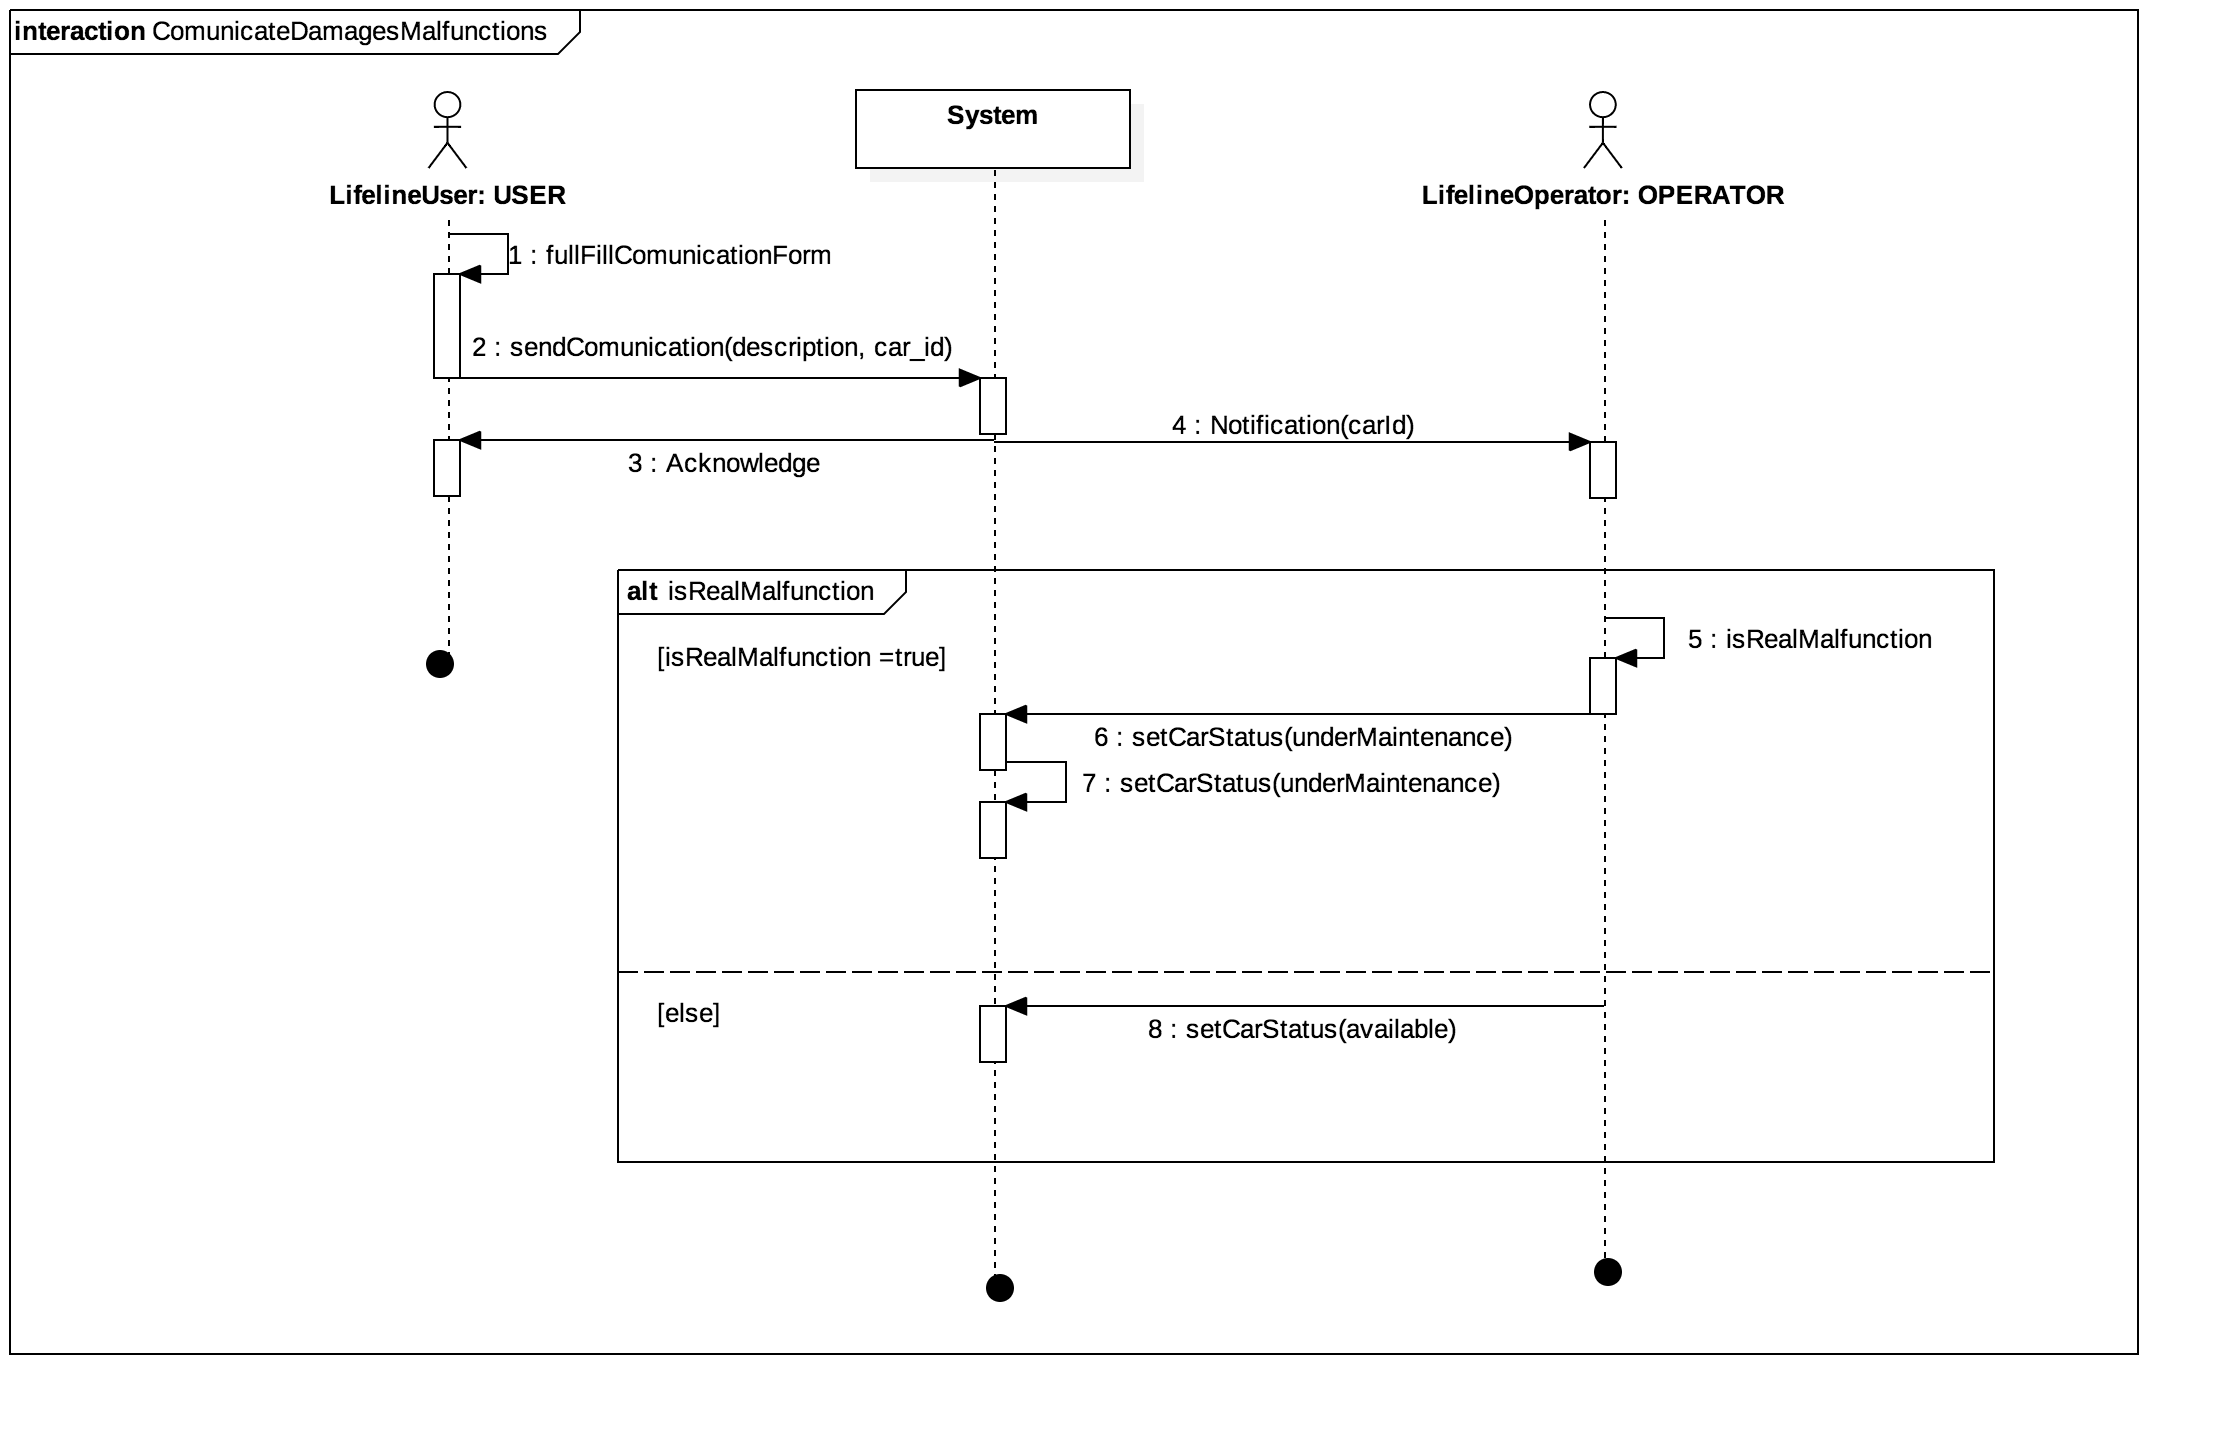 interaction ComunicateDamagesMalfunctions
System
LifelineUser: USER
LifelineOperator: OPERATOR
1 : fullFillComunicationForm
2 : sendComunication(description, car_id)
4 : Notification(carId)
3 : Acknowledge
alt isRealMalfunction
5 : isRealMalfunction
[isRealMalfunction =true]
6 : setCarStatus(underMaintenance)
7 : setCarStatus(underMaintenance)
[else]
8 : setCarStatus(available)